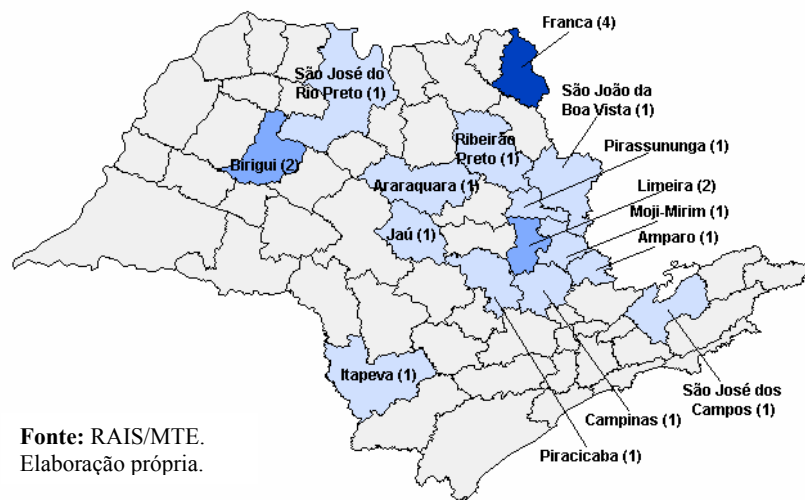 Franca (4)
São José do
Rio Preto (1)
São João da
Boa Vista (1)
Ribeirão
Preto (1)
Pirassununga (1)
Birigui (2)
Araraquara (1)
Limeira (2)
Moji-Mirim (1)
Jaú (1)
Amparo (1)
Itapeva (1)
São José dos
Campos (1)
Campinas (1)
Piracicaba (1)
Fonte: RAIS/MTE.
Elaboração própria.